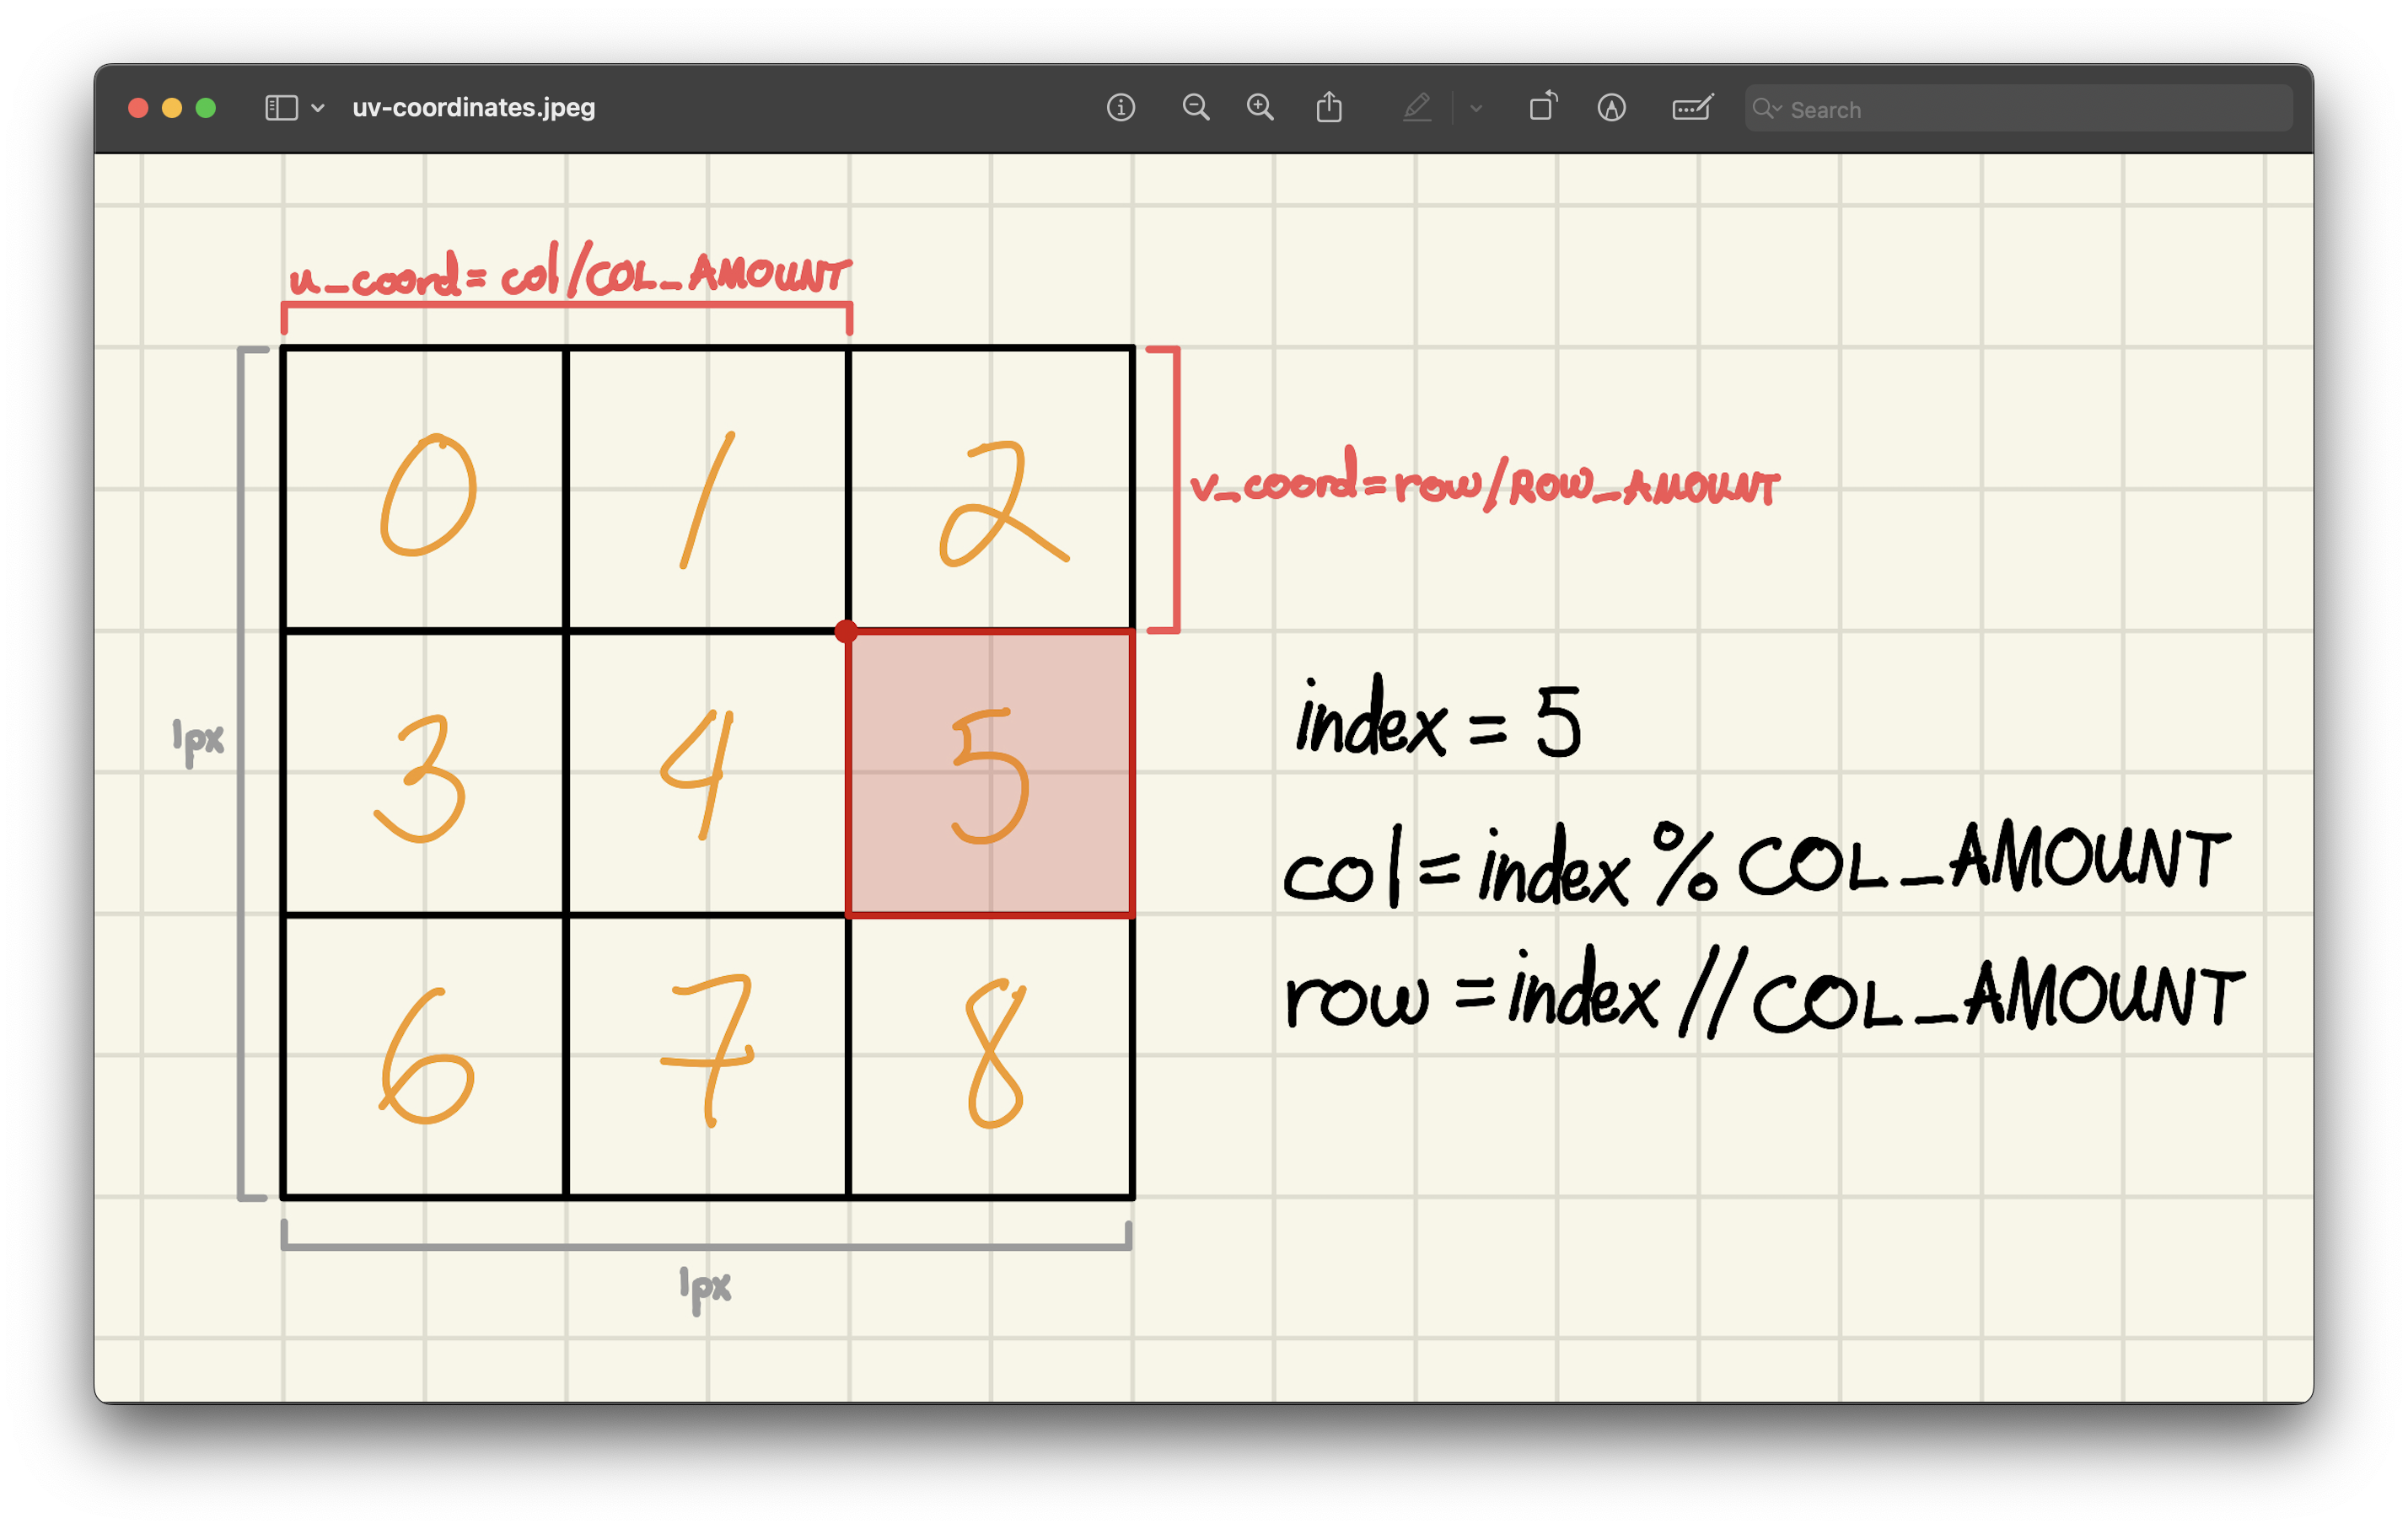 uv-coordinates.jpeg
Search
u_coord=col/COL_AMOUNT
0 1 2
v_coord=row/ROW_AMOUNT
3 4 5
1px
index = 5
col=index % COL_AMOUNT
row=index//COL_AMOUNT
6 7 8
1px